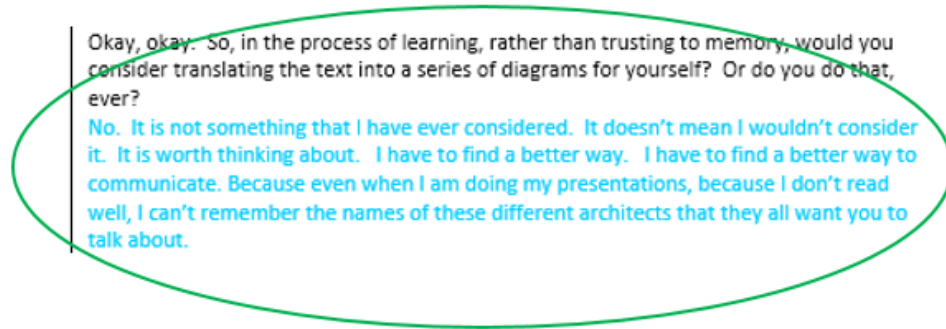 Okay, okay.  So, in the process of learning, rather than trusting to memory, would you
consider translating the text into a series of diagrams for yourself?  Or do you do that,
ever?
No.  It is not something that I have ever considered.  It doesn’t mean I wouldn’t consider
it.  It is worth thinking about.   I have to find a better way.   I have to find a better way to
communicate. Because even when I am doing my presentations, because I don’t read
well, I can’t remember the names of these different architects that they all want you to
talk about.